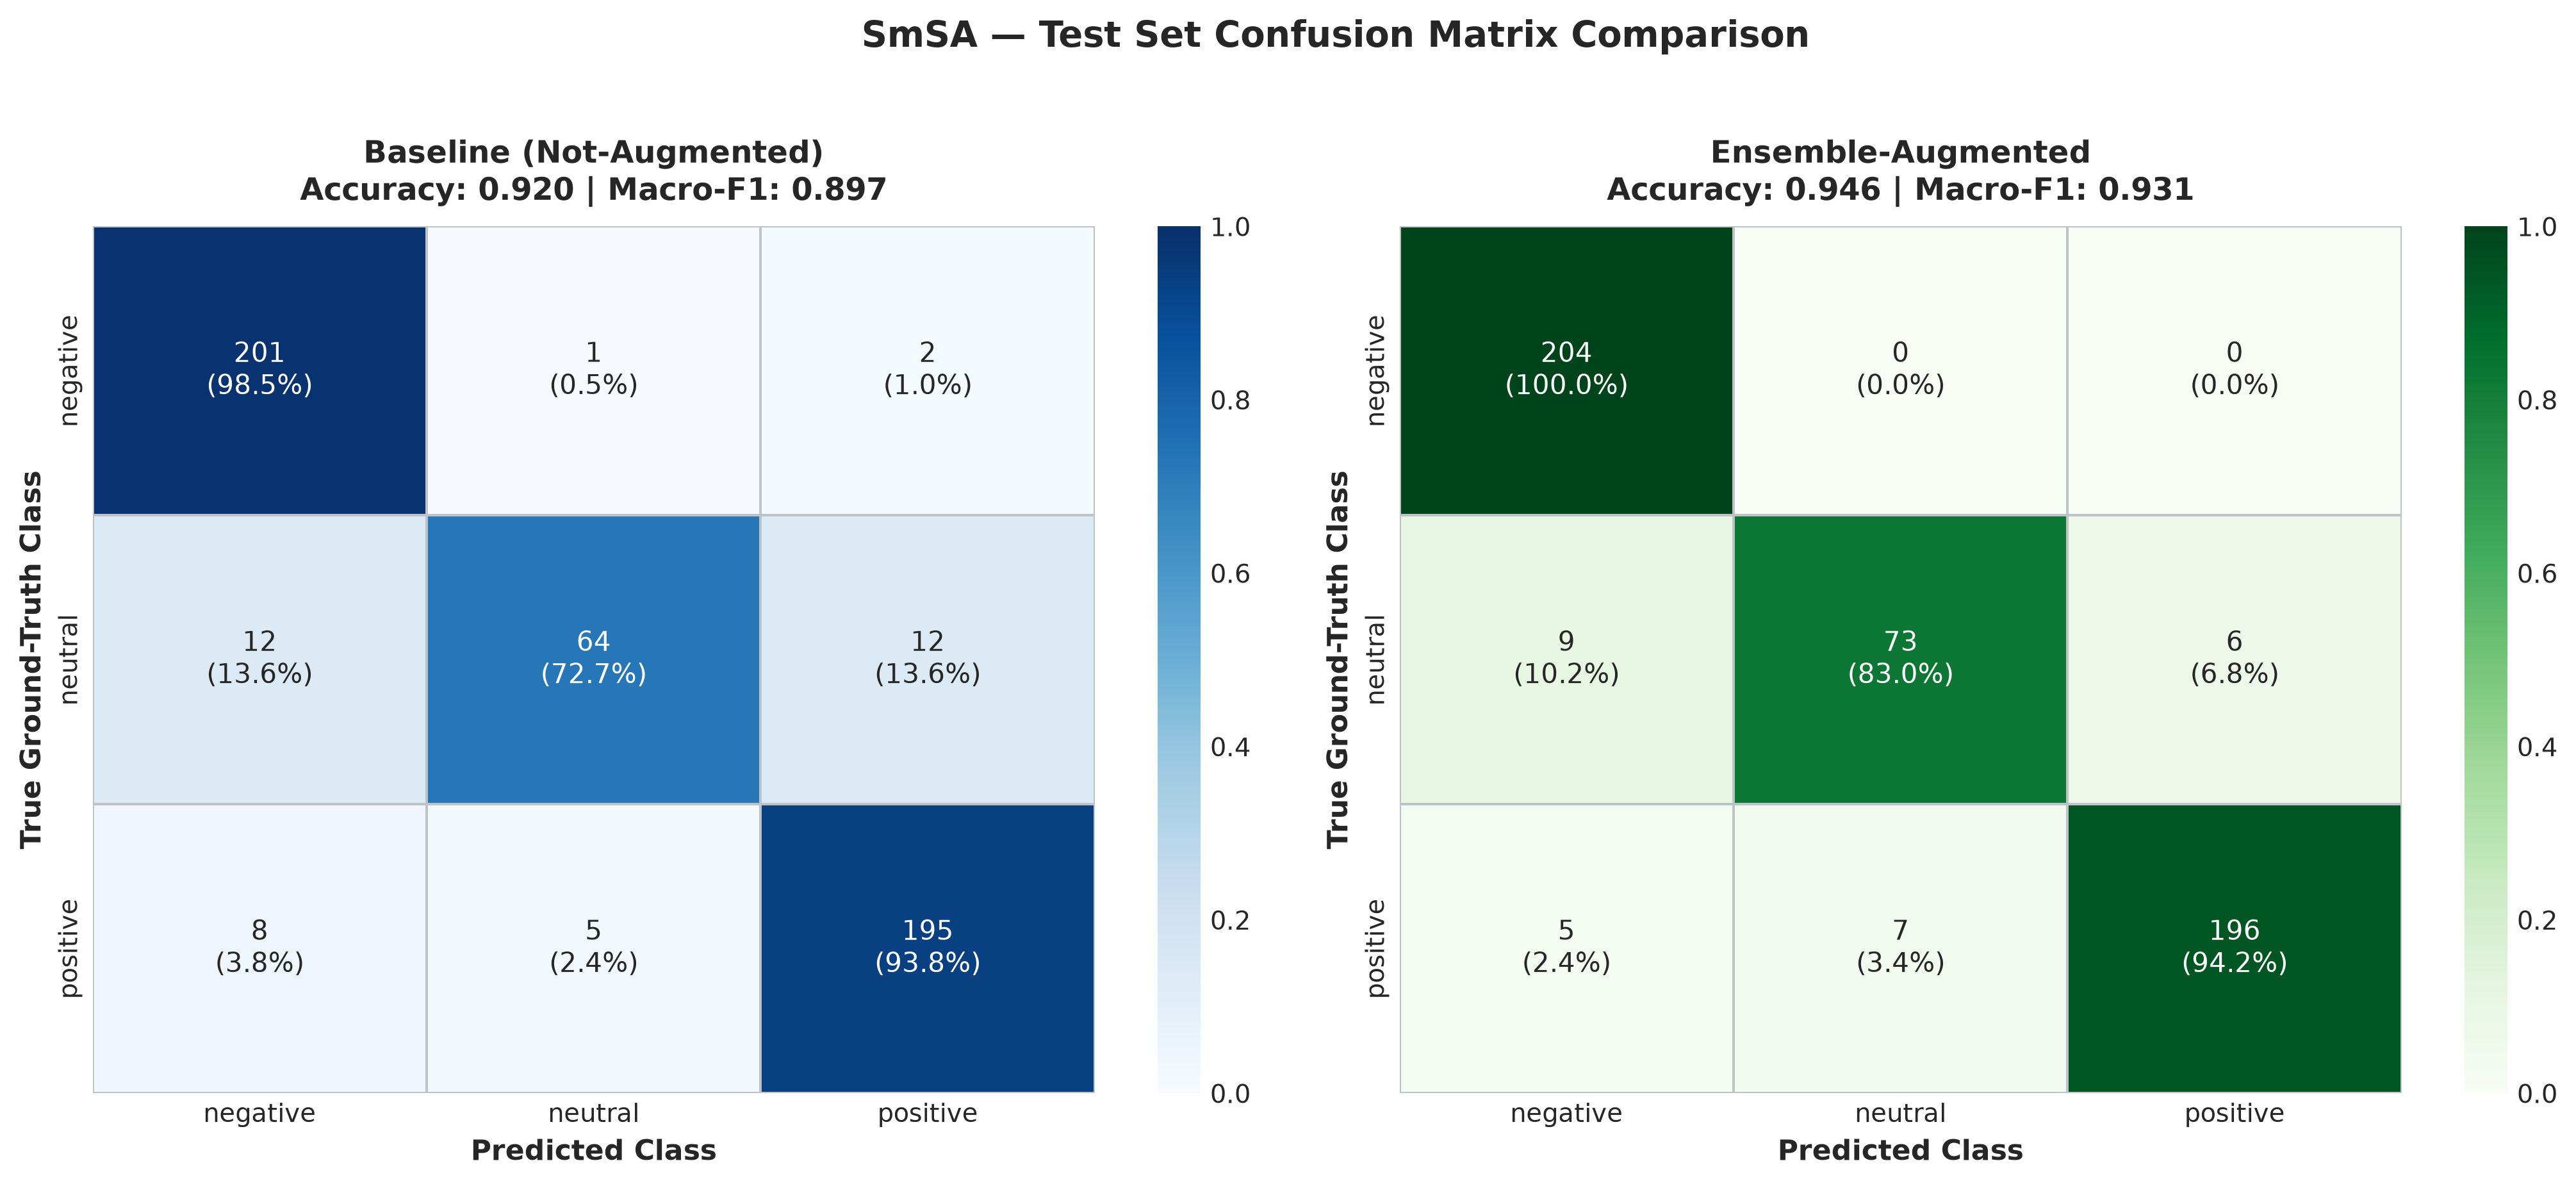 SmSA — Test Set Confusion Matrix Comparison
Baseline (Not-Augmented)
Accuracy: 0.920 | Macro-F1: 0.897
True Ground-Truth Class
negative
201
(98.5%)
1
(0.5%)
2
(1.0%)
neutral
12
(13.6%)
64
(72.7%)
12
(13.6%)
positive
8
(3.8%)
5
(2.4%)
195
(93.8%)
negative
neutral
positive
Predicted Class
1.0
0.8
0.6
0.4
0.2
0.0
Ensemble-Augmented
Accuracy: 0.946 | Macro-F1: 0.931
True Ground-Truth Class
negative
204
(100.0%)
0
(0.0%)
0
(0.0%)
neutral
9
(10.2%)
73
(83.0%)
6
(6.8%)
positive
5
(2.4%)
7
(3.4%)
196
(94.2%)
negative
neutral
positive
Predicted Class
1.0
0.8
0.6
0.4
0.2
0.0